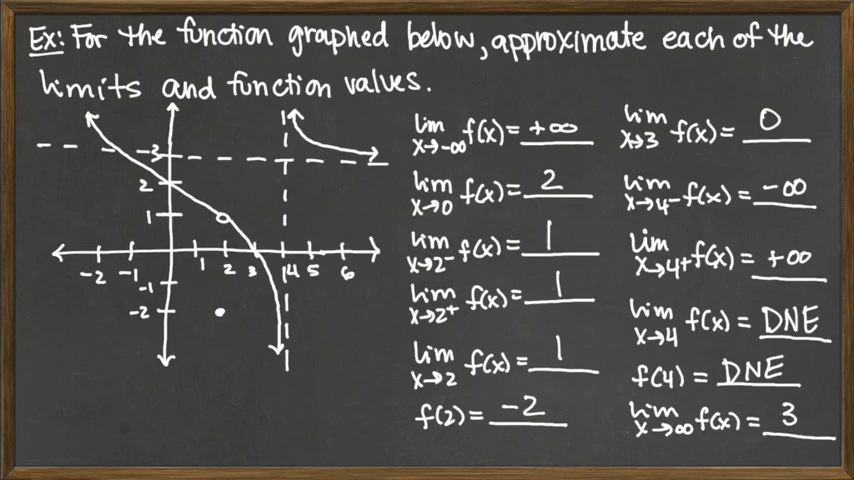 Ex: For the function graphed below, approximate each of the
limits and function values.
3
2
1
-2 -1 1 2 3 4 5 6
-1
-2
lim x→-∞ f(x) = +∞
lim x→0 f(x) = 2
lim x→2⁻ f(x) = 1
lim x→2⁺ f(x) = 1
lim x→2 f(x) = 1
f(2) = -2
lim x→3 f(x) = 0
lim x→4⁻ f(x) = -∞
lim x→4⁺ f(x) = +∞
lim x→4 f(x) = DNE
f(4) = DNE
lim x→∞ f(x) = 3